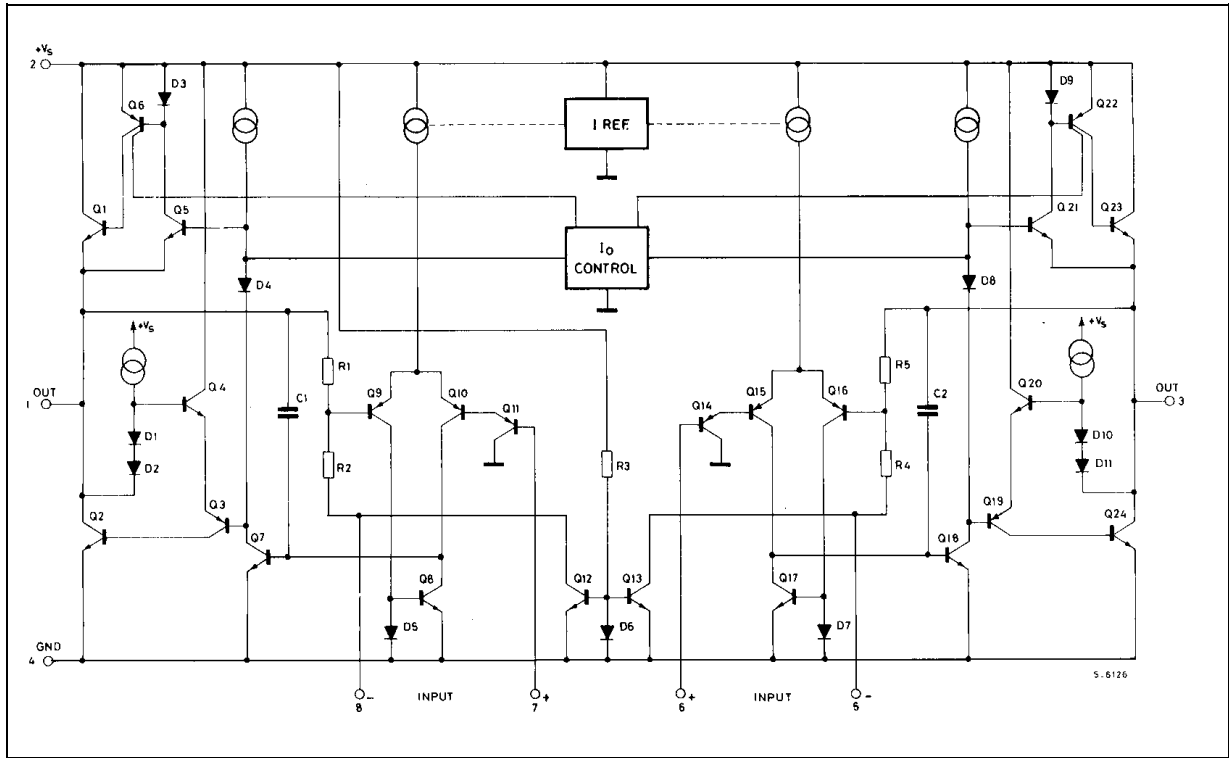 +Vs
2
D3
Q6
D9
Q22
I REF.
Q1
Q5
Q21
Q23
Io
CONTROL
D4
D8
+Vs
+Vs
R1
R5
OUT
1
Q4
C1
Q9
Q10
Q11
Q14
Q15
Q16
C2
Q20
OUT
3
D1
D2
R2
R3
R4
D10
D11
Q2
Q3
Q7
Q19
Q24
Q18
Q8
Q12
Q13
Q17
D5
D6
D7
GND
4
S-6126
- INPUT +
8
7
+ INPUT -
6
5